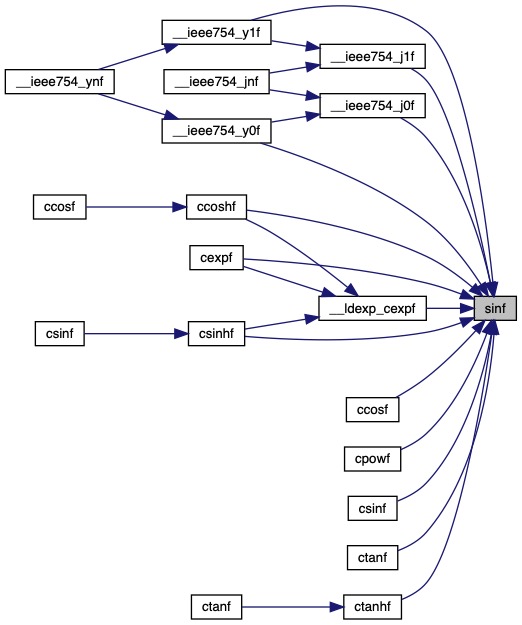 __ieee754_y1f
__ieee754_j1f
__ieee754_ynf
__ieee754_jnf
__ieee754_j0f
__ieee754_y0f
ccosf
ccoshf
cexpf
__ldexp_cexpf
sinf
csinf
csinhf
ccosf
cpowf
csinf
ctanf
ctanf
ctanhf